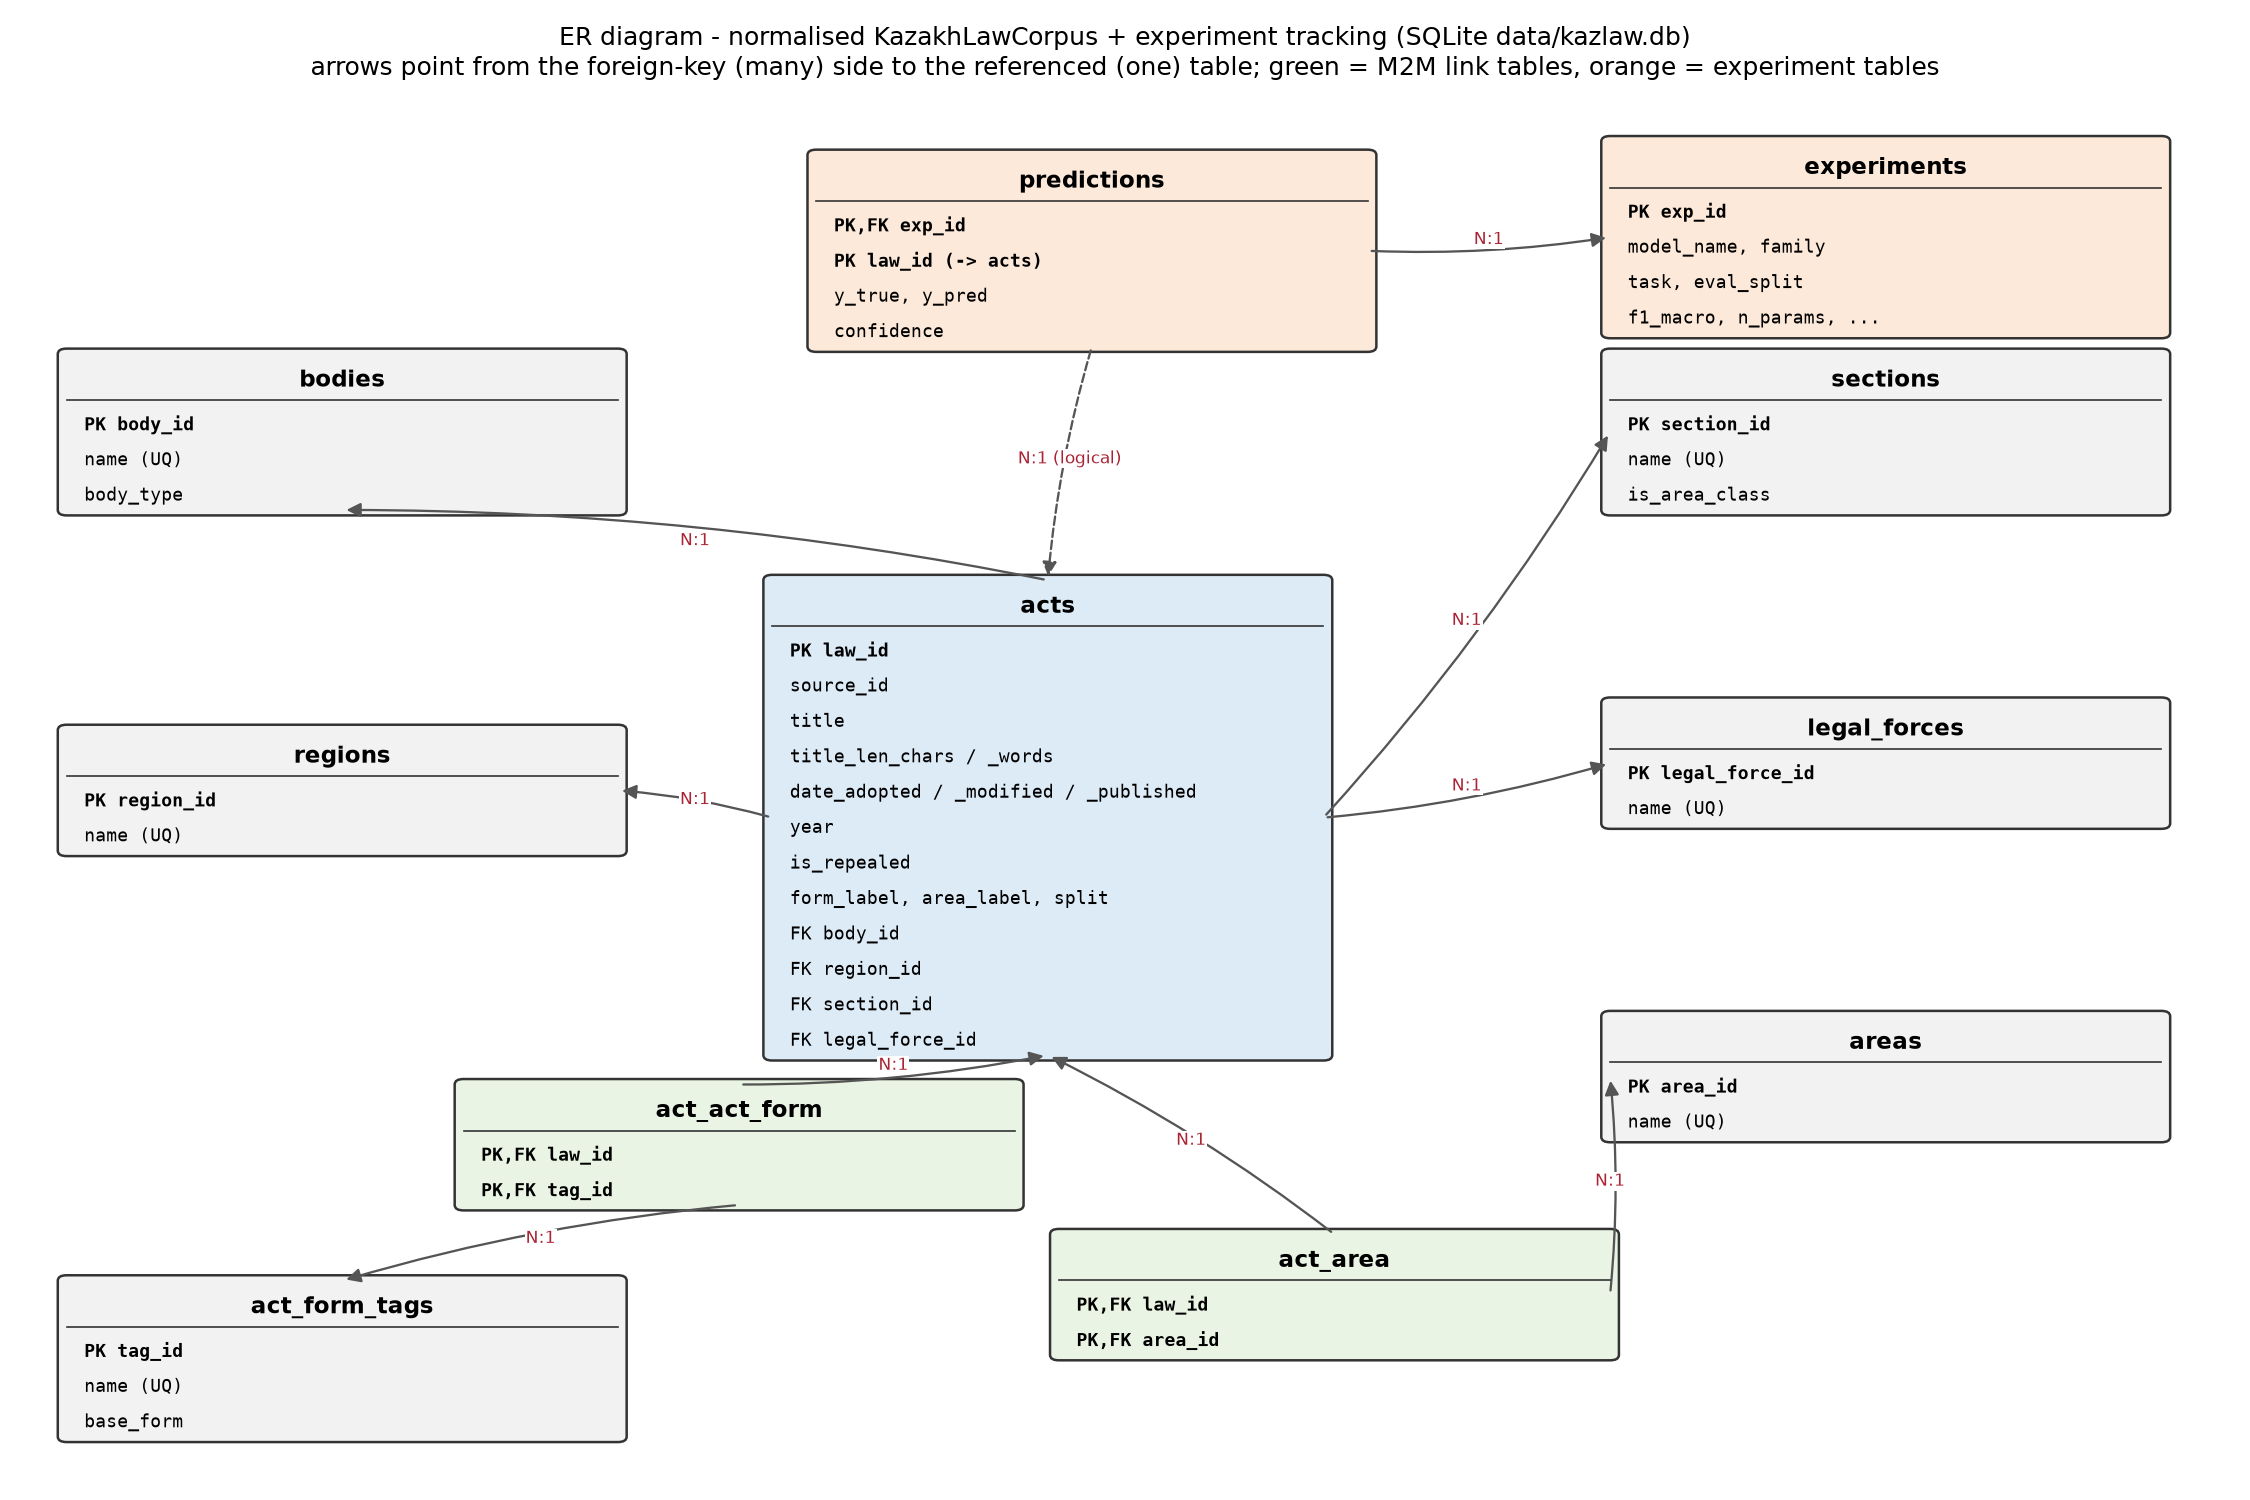 ER diagram - normalised KazakhLawCorpus + experiment tracking (SQLite data/kazlaw.db)
arrows point from the foreign-key (many) side to the referenced (one) table; green = M2M link tables, orange = experiment tables
predictions
PK,FK exp_id
PK law_id (-> acts)
y_true, y_pred
confidence
N:1
experiments
PK exp_id
model_name, family
task, eval_split
f1_macro, n_params, ...
bodies
PK body_id
name (UQ)
body_type
N:1
N:1 (logical)
sections
PK section_id
name (UQ)
is_area_class
N:1
acts
PK law_id
source_id
title
title_len_chars / _words
date_adopted / _modified / _published
year
is_repealed
form_label, area_label, split
FK body_id
FK region_id
FK section_id
FK legal_force_id
regions
PK region_id
name (UQ)
N:1
legal_forces
PK legal_force_id
name (UQ)
N:1
areas
PK area_id
name (UQ)
N:1
act_act_form
PK,FK law_id
PK,FK tag_id
N:1
N:1
N:1
act_area
PK,FK law_id
PK,FK area_id
act_form_tags
PK tag_id
name (UQ)
base_form